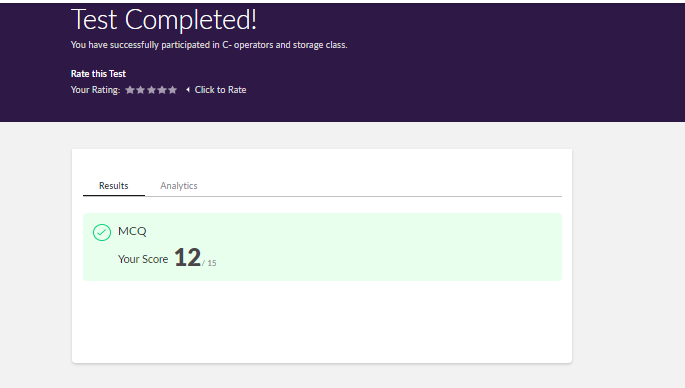 Test Completed!
You have successfully participated in C- operators and storage class.
Rate this Test
Your Rating: Click to Rate
Results Analytics
MCQ
Your Score 12 / 15